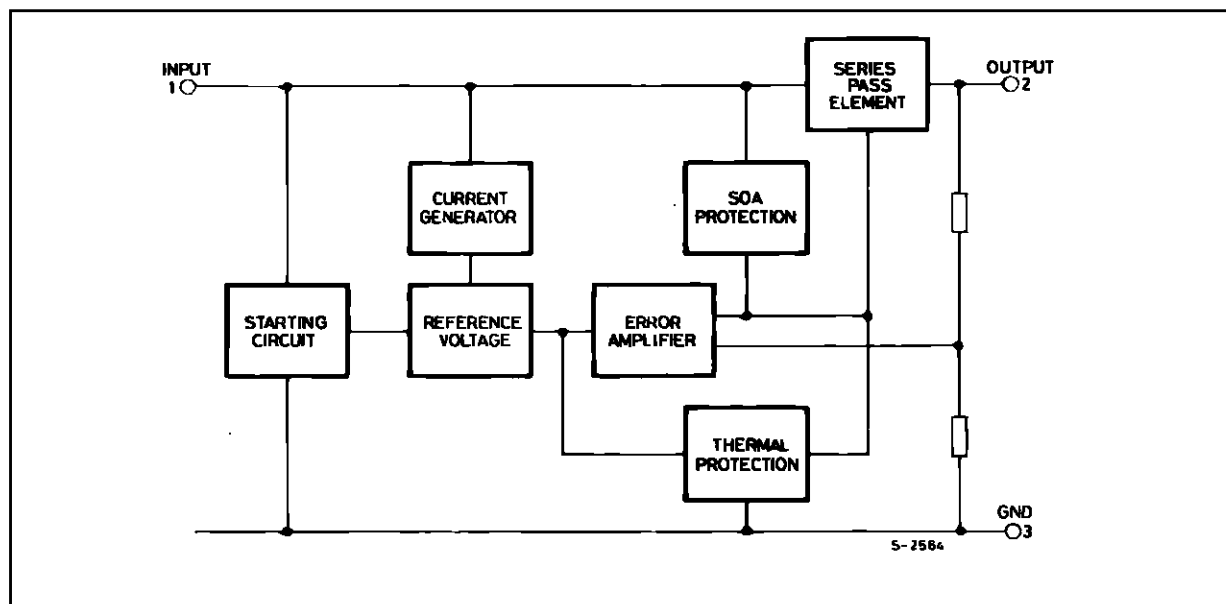 INPUT
1
SERIES
PASS
ELEMENT
OUTPUT
2
CURRENT
GENERATOR
SOA
PROTECTION
STARTING
CIRCUIT
REFERENCE
VOLTAGE
ERROR
AMPLIFIER
THERMAL
PROTECTION
GND
3
S-2564